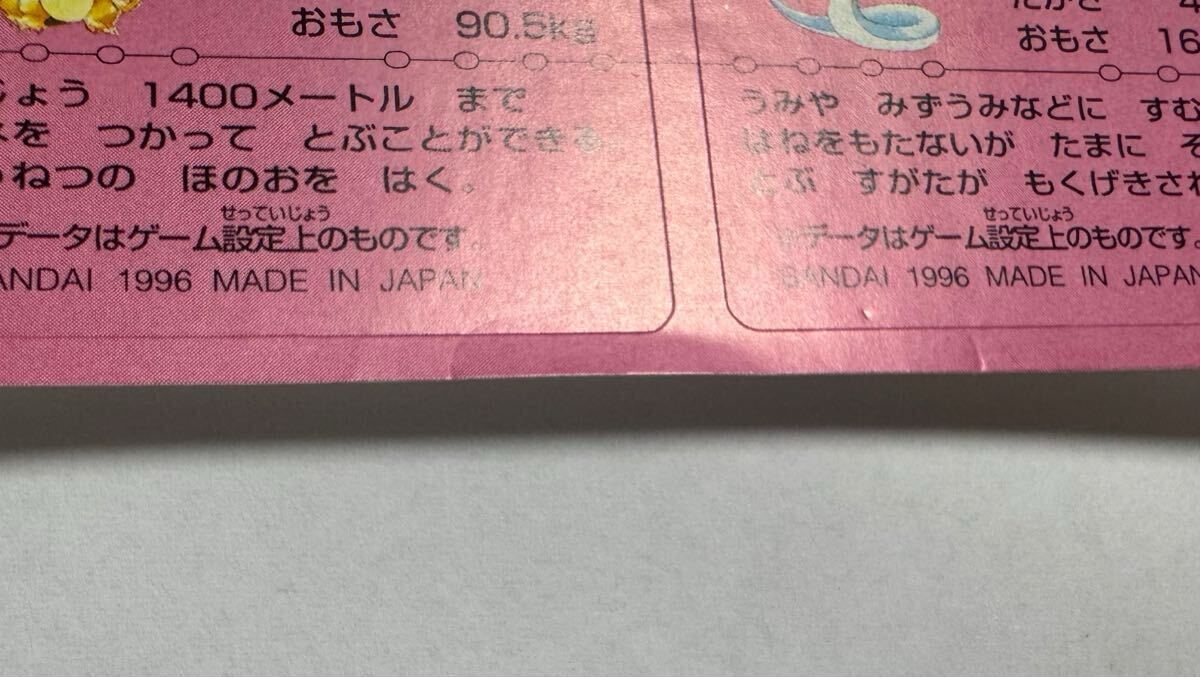 おもさ 90.5kg
じょう 1400メートル まで
を つかって とぶことができる
ねつの ほのおを はく。
せっていじょう
データはゲーム設定上のものです。
ANDAI 1996 MADE IN JAPAN
たかさ 4
おもさ 16
うみや みずうみなどに すむ
はねをもたないが たまに そ
とぶ すがたが もくげきされ
せっていじょう
※データはゲーム設定上のものです。
BANDAI 1996 MADE IN JAPAN